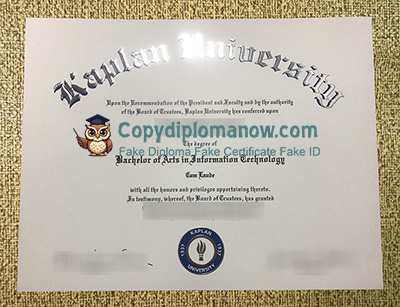 Kaplan University
Upon the Recommendation of the President and Faculty and by the authority
of the Board of Trustees, Kaplan University has conferred upon
Copydiplomanow.com
The degree of
Fake Diploma Fake Certificate Fake ID
Bachelor of Arts in Information Technology
Cum Laude
with all the honors and privileges appertaining thereto.
In testimony, whereof, the Board of Trustees, has granted
KAPLAN
1937 1937
UNIVERSITY